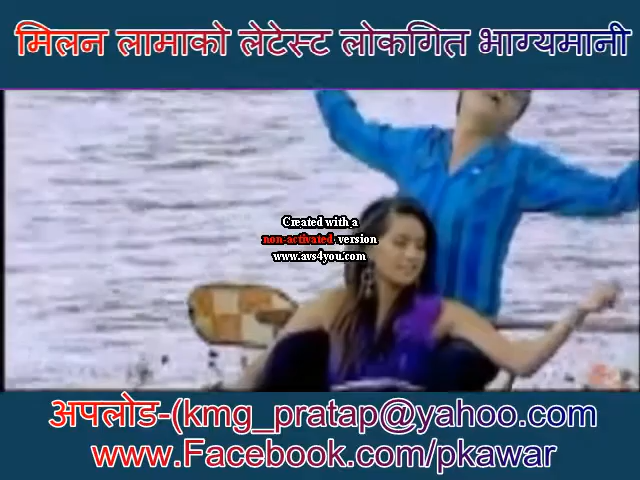 मिलन लामाको लेटेस्ट लोकगित भाग्यमानी
Created with a
non-activated version
www.avs4you.com
अपलोड-(kmg_pratap@yahoo.com
www.Facebook.com/pkawar